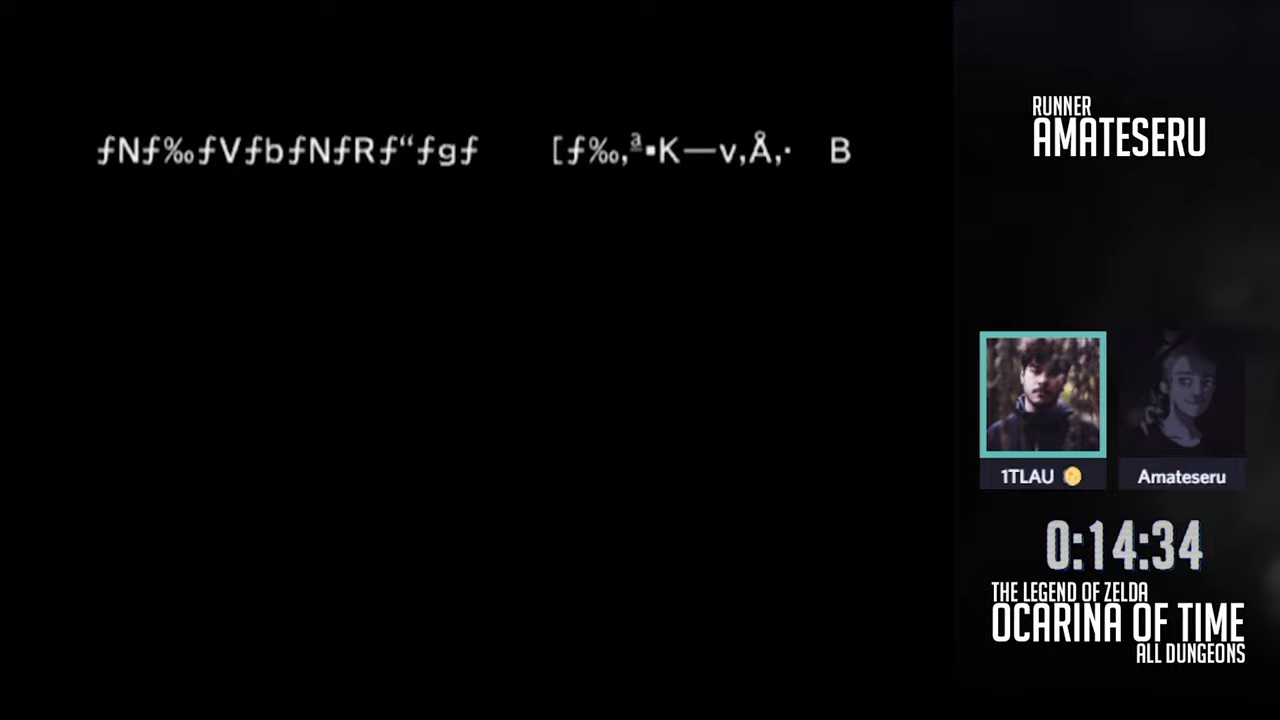 ƒNƒ‰ƒVƒbƒNƒRƒ“ƒgƒ [ƒ‰‚ª•K—v‚Å‚· B
RUNNER
AMATESERU
1TLAU
Amateseru
0:14:34
THE LEGEND OF ZELDA
OCARINA OF TIME
ALL DUNGEONS